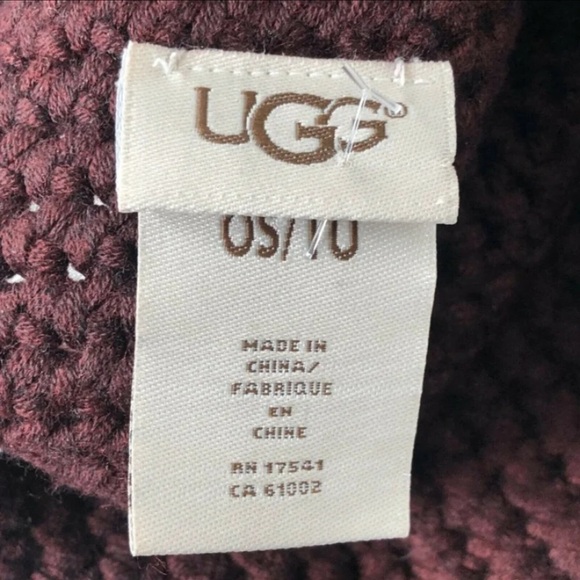 UGG®
OS/TU
MADE IN
CHINA/
FABRIQUE
EN
CHINE
RN 17541
CA 61002